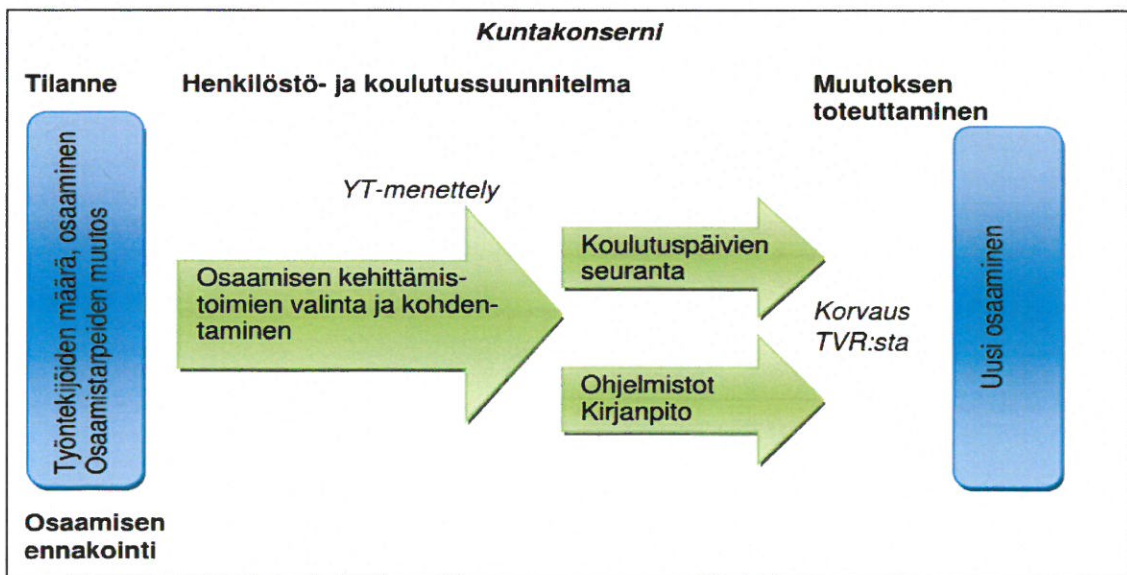 Kuntakonserni
Tilanne
Henkilöstö- ja koulutussuunnitelma
Muutoksen
toteuttaminen
Työntekijöiden määrä, osaaminen
Osaamistarpeiden muutos
YT-menettely
Osaamisen kehittämis-
toimien valinta ja kohden-
taminen
Koulutuspäivien
seuranta
Ohjelmistot
Kirjanpito
Korvaus
TVR:sta
Uusi osaaminen
Osaamisen
ennakointi